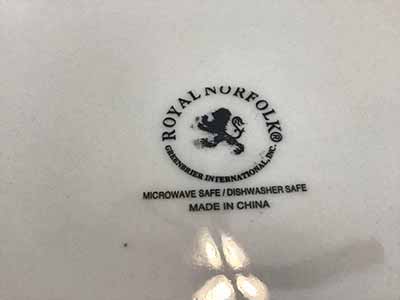 ROYAL NORFOLK®
GREENBRIER INTERNATIONAL, INC.
MICROWAVE SAFE / DISHWASHER SAFE
MADE IN CHINA